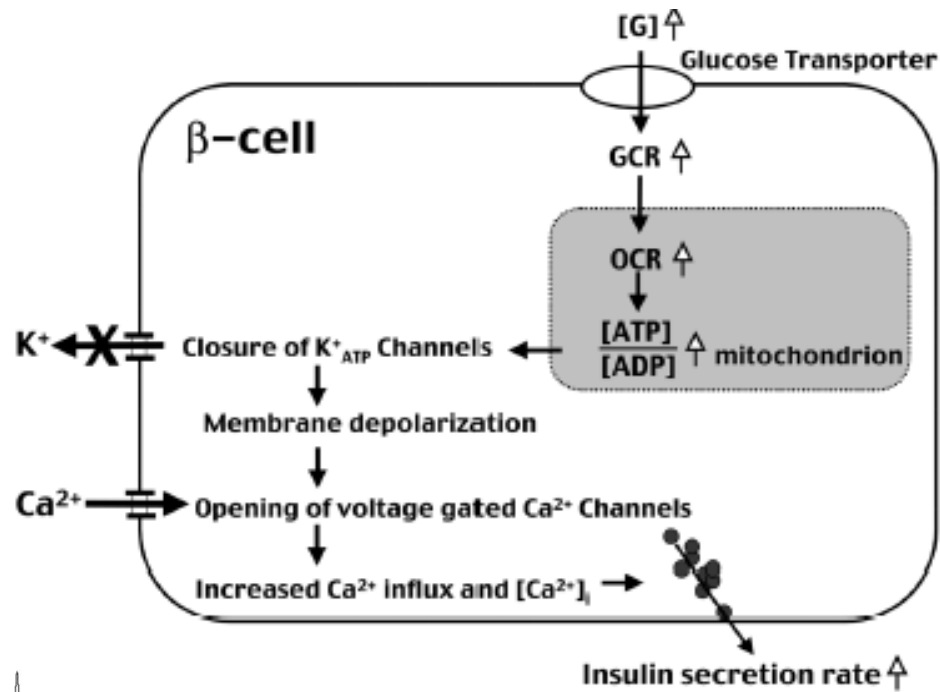 [G] ⇧
Glucose Transporter
β-cell
GCR ⇧
OCR ⇧
[ATP]
[ADP] ⇧ mitochondrion
K⁺
Closure of K⁺ATP Channels
Membrane depolarization
Ca²⁺
Opening of voltage gated Ca²⁺ Channels
Increased Ca²⁺ influx and [Ca²⁺]i
Insulin secretion rate ⇧